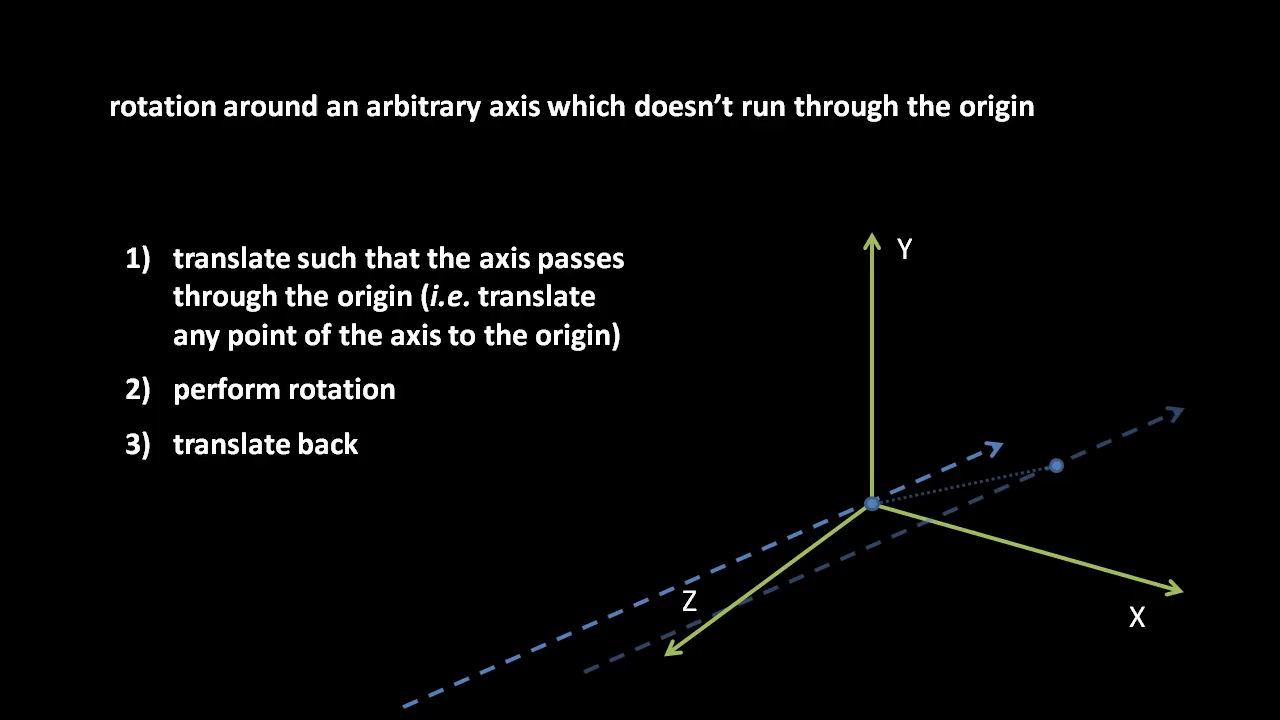 rotation around an arbitrary axis which doesn’t run through the origin
1) translate such that the axis passes
through the origin (i.e. translate
any point of the axis to the origin)
2) perform rotation
3) translate back
Y
Z
X